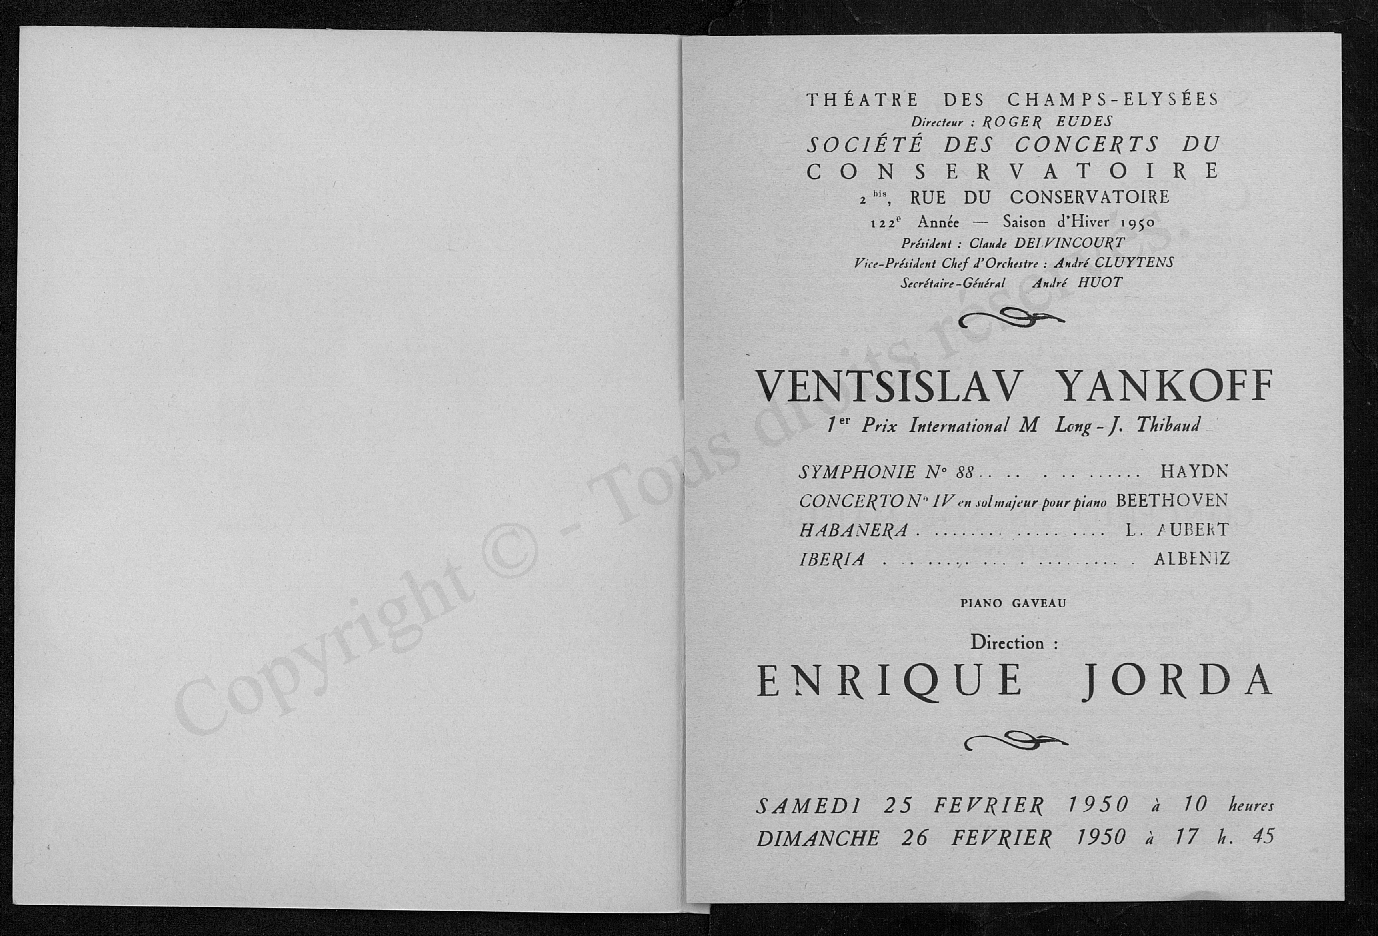 THÉATRE DES CHAMPS-ELYSÉES
Directeur : ROGER EUDES
SOCIÉTÉ DES CONCERTS DU
CONSERVATOIRE
2 bis, RUE DU CONSERVATOIRE
122e Année — Saison d'Hiver 1950
Président : Claude DELVINCOURT
Vice-Président Chef d'Orchestre : André CLUYTENS
Secrétaire-Général André HUOT
VENTSISLAV YANKOFF
1er Prix International M Long - J. Thibaud
SYMPHONIE No 88 .. .. . .. ...... HAYDN
CONCERTO No IV en sol majeur pour piano BEETHOVEN
HABANERA . ........ .. ... .... L. AUBERT
IBERIA . .. ..... .. . ......... . ALBENIZ
PIANO GAVEAU
Direction :
ENRIQUE JORDA
SAMEDI 25 FEVRIER 1950 à 10 heures
DIMANCHE 26 FEVRIER 1950 à 17 h. 45
Copyright © - Tous droits réservés.